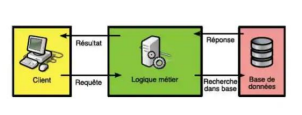 Résultat
Réponse
Client
Logique métier
Base de
données
Requête
Recherche
dans base